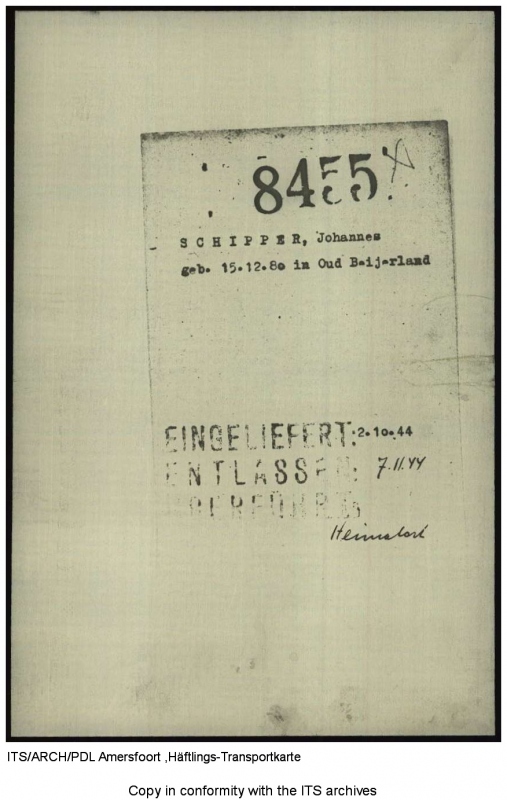 8455.
SCHIPPER, Johannes
geb. 15.12.80 in Oud Beijerland
EINGELIEFERT: 2.10.44
ENTLASSEN: 7.11.44
ITS/ARCH/PDL Amersfoort ,Häftlings-Transportkarte
Copy in conformity with the ITS archives